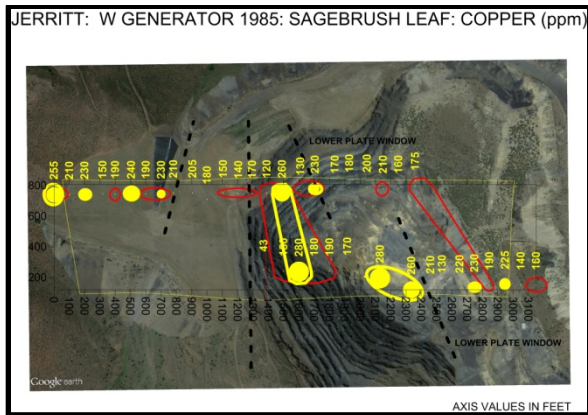 JERRITT: W GENERATOR 1985: SAGEBRUSH LEAF: COPPER (ppm)
LOWER PLATE WINDOW
255 210 230 150 190 240 190 230 210 205 180 150 140 170 120 260 130 230 170 180 200 210 160 175
800
600
400
200
43 180 280 180 190 170 280 260 210 130 220 230 190 225 140 160
0 100 200 300 400 500 600 700 800 900 1000 1100 1200 1300 1400 1500 1600 1700 1800 1900 2000 2100 2200 2300 2400 2500 2600 2700 2800 2900 3000 3100
LOWER PLATE WINDOW
Google earth
AXIS VALUES IN FEET